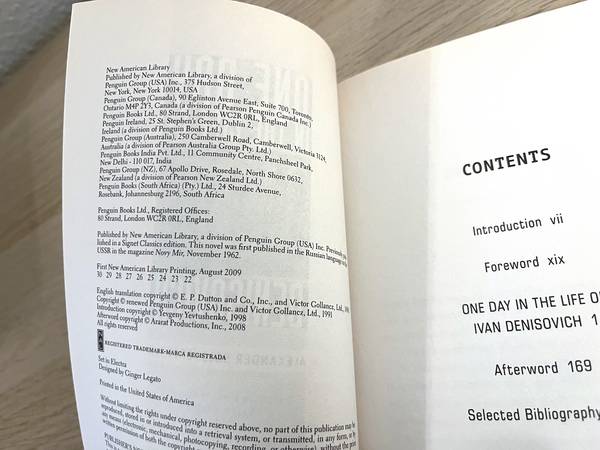 New American Library
Published by New American Library, a division of
Penguin Group (USA) Inc., 375 Hudson Street,
New York, New York 10014, USA
Penguin Group (Canada), 90 Eglinton Avenue East, Suite 700, Toronto,
Ontario M4P 2Y3, Canada (a division of Pearson Penguin Canada Inc.)
Penguin Books Ltd., 80 Strand, London WC2R 0RL, England
Penguin Ireland, 25 St. Stephen's Green, Dublin 2,
Ireland (a division of Penguin Books Ltd.)
Penguin Group (Australia), 250 Camberwell Road, Camberwell, Victoria 3124,
Australia (a division of Pearson Australia Group Pty. Ltd.)
Penguin Books India Pvt. Ltd., 11 Community Centre, Panchsheel Park,
New Delhi - 110 017, India
Penguin Group (NZ), 67 Apollo Drive, Rosedale, North Shore 0632,
New Zealand (a division of Pearson New Zealand Ltd.)
Penguin Books (South Africa) (Pty.) Ltd., 24 Sturdee Avenue,
Rosebank, Johannesburg 2196, South Africa
Penguin Books Ltd., Registered Offices:
80 Strand, London WC2R 0RL, England
Published by New American Library, a division of Penguin Group (USA) Inc. Previously
lished in a Signet Classics edition. This novel was first published in the Russian language in the
USSR in the magazine Novy Mir, November 1962.
First New American Library Printing, August 2009
30 29 28 27 26 25 24 23 22
English translation copyright © E. P. Dutton and Co., Inc., and Victor Gollancz, Ltd.,
Copyright © renewed Penguin Group (USA) Inc. and Victor Gollancz, Ltd., 1991
Introduction copyright © Yevgeny Yevtushenko, 1998
Afterword copyright © Ararat Productions, Inc., 2008
All rights reserved
REGISTERED TRADEMARK-MARCA REGISTRADA
Set in Electra
Designed by Ginger Legato
Printed in the United States of America
Without limiting the rights under copyright reserved above, no part of this publication may be
reproduced, stored in or introduced into a retrieval system, or transmitted, in any form, or by
any means (electronic, mechanical, photocopying, recording, or otherwise), without the prior
written permission of both the copyright
PUBLISHER'S
CONTENTS
Introduction vii
Foreword xix
ONE DAY IN THE LIFE OF
IVAN DENISOVICH 1
Afterword 169
Selected Bibliography